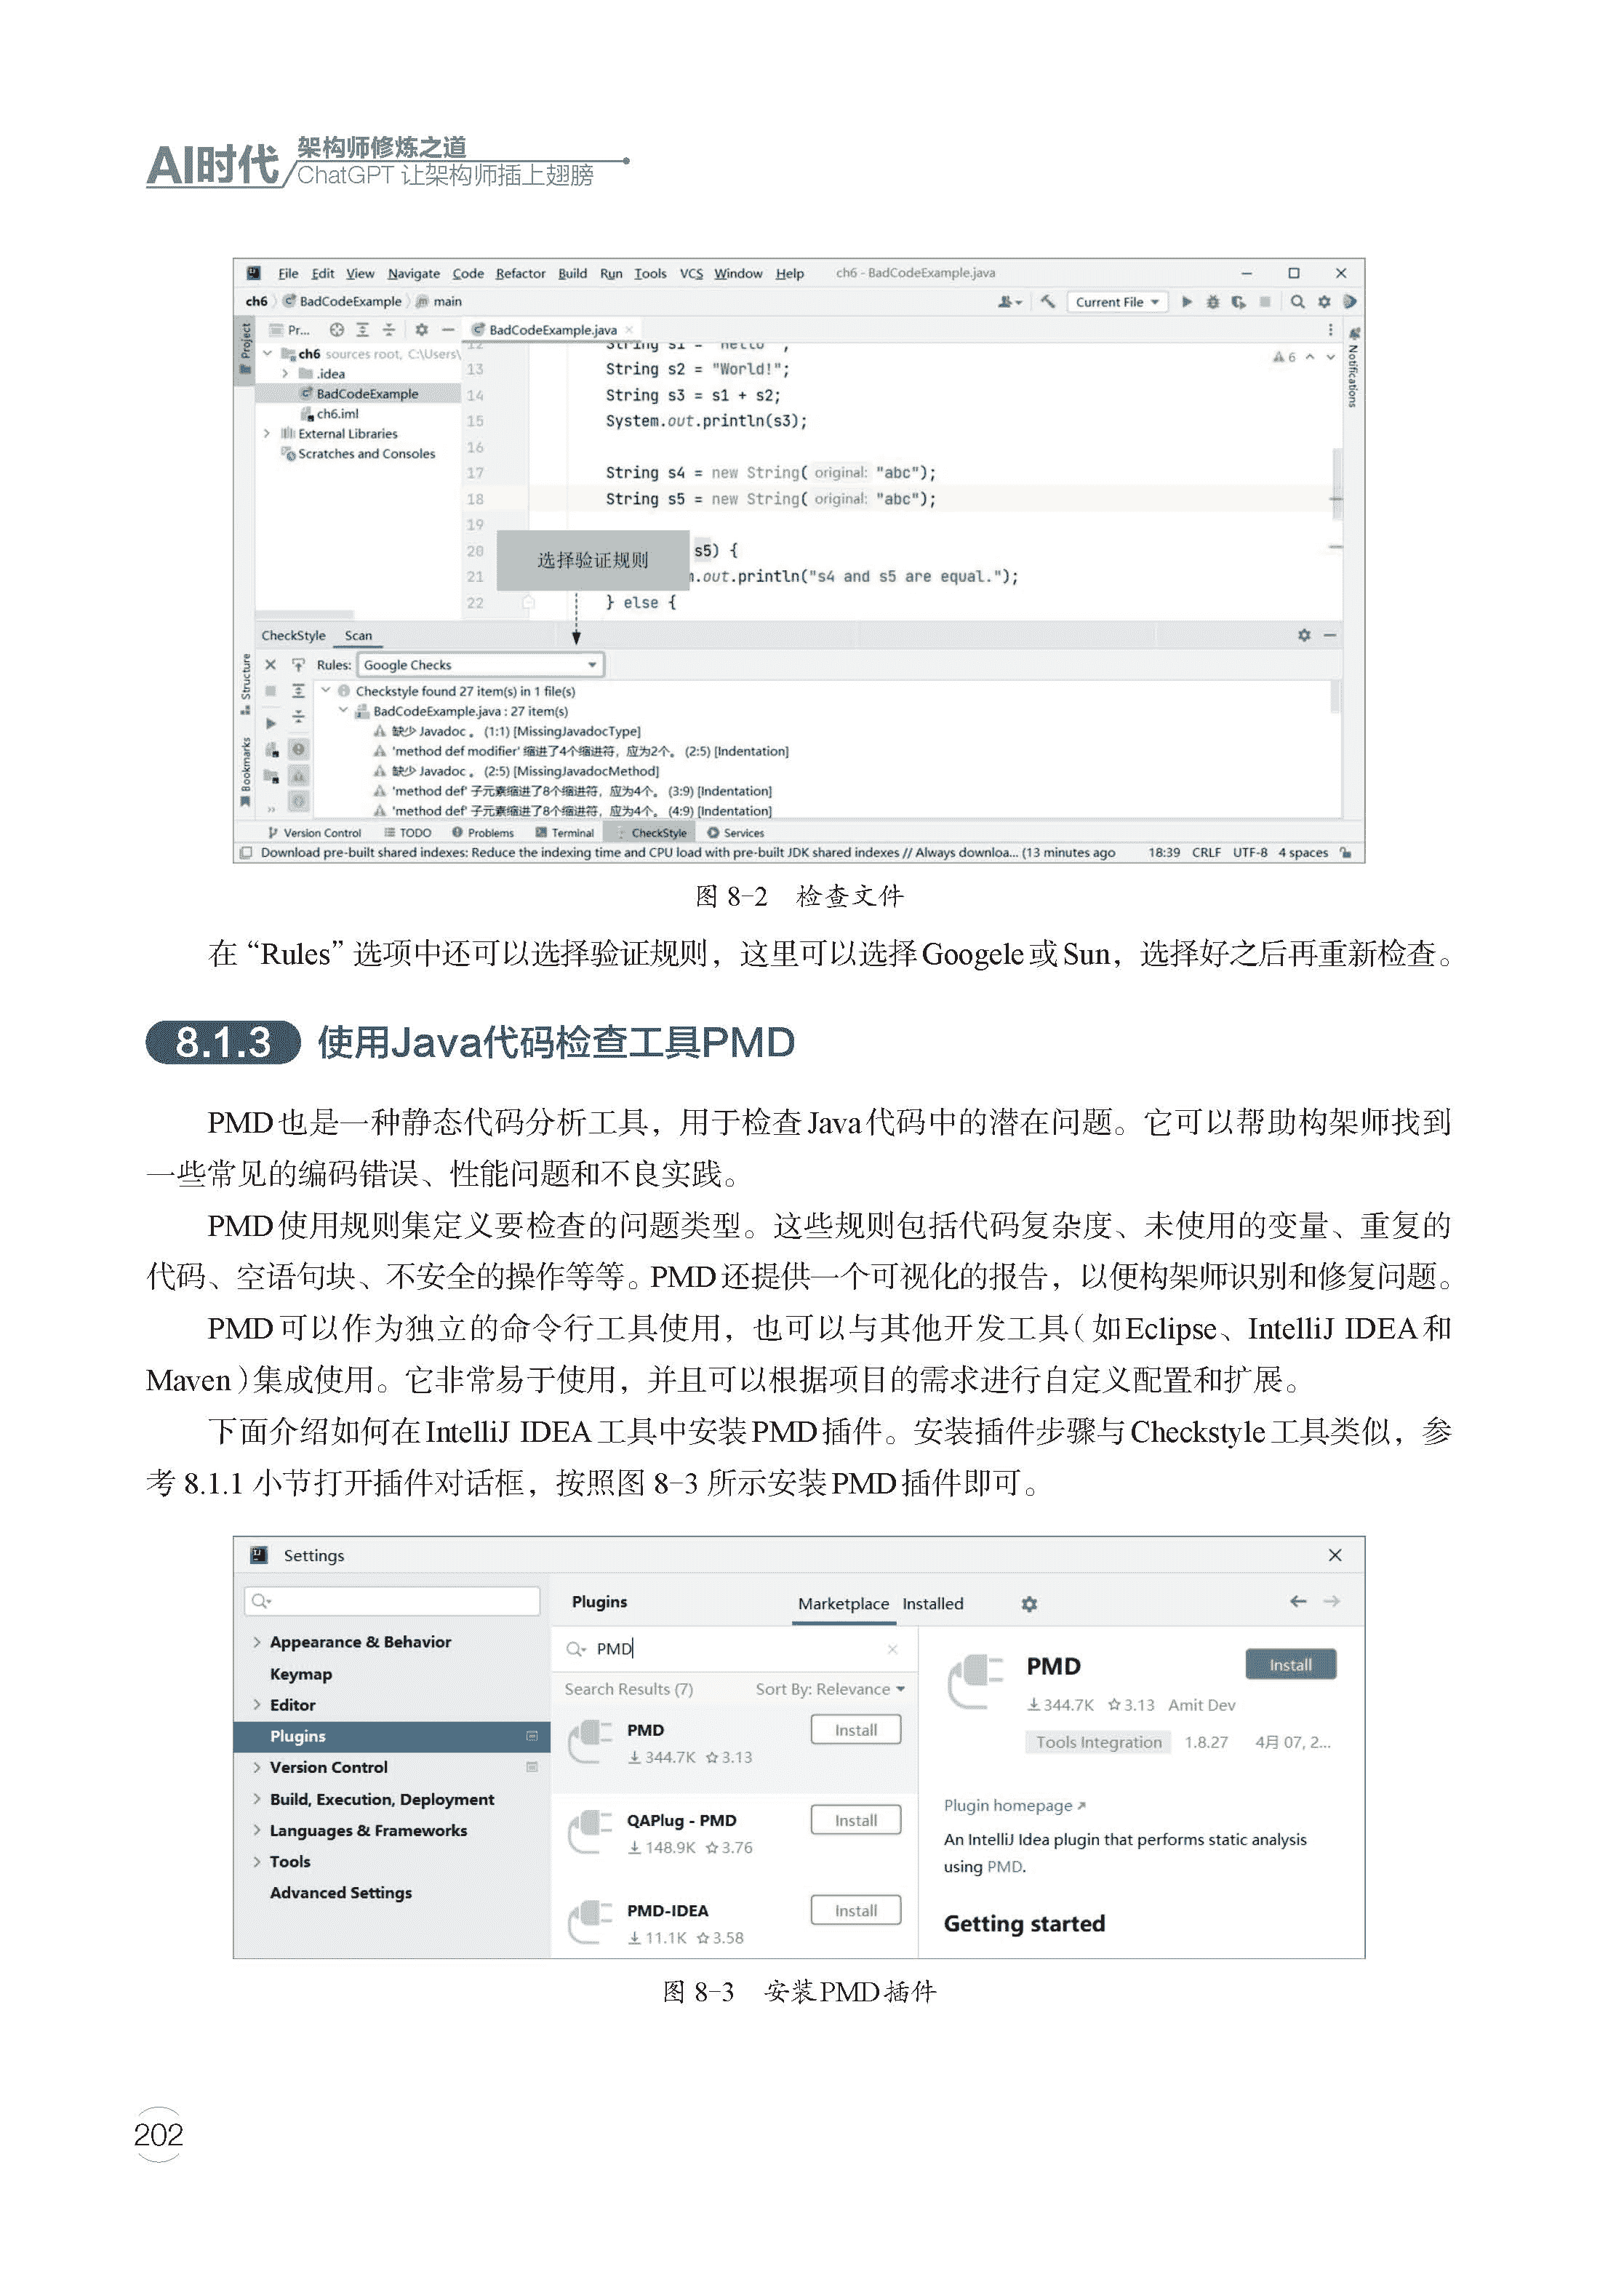 AI时代 架构师修炼之道
ChatGPT 让架构师插上翅膀
File Edit View Navigate Code Refactor Build Run Tools VCS Window Help ch6 - BadCodeExample.java
ch6 BadCodeExample main Current File
Project
Pr...
BadCodeExample.java
ch6 sources root, C:\Users\
.idea
BadCodeExample
ch6.iml
External Libraries
Scratches and Consoles
6
Notifications
12 String s1 = "Hello ";
13 String s2 = "World!";
14 String s3 = s1 + s2;
15 System.out.println(s3);
16
17 String s4 = new String( original: "abc");
18 String s5 = new String( original: "abc");
19
20 s5) {
21 .out.println("s4 and s5 are equal.");
22 } else {
选择验证规则
CheckStyle Scan
Structure
Bookmarks
Rules: Google Checks
Checkstyle found 27 item(s) in 1 file(s)
BadCodeExample.java : 27 item(s)
缺少 Javadoc 。 (1:1) [MissingJavadocType]
'method def modifier' 缩进了4个缩进符，应为2个。 (2:5) [Indentation]
缺少 Javadoc 。 (2:5) [MissingJavadocMethod]
'method def' 子元素缩进了8个缩进符，应为4个。 (3:9) [Indentation]
'method def' 子元素缩进了8个缩进符，应为4个。 (4:9) [Indentation]
Version Control TODO Problems Terminal CheckStyle Services
Download pre-built shared indexes: Reduce the indexing time and CPU load with pre-built JDK shared indexes // Always downloa... (13 minutes ago 18:39 CRLF UTF-8 4 spaces
图 8-2 检查文件
在“Rules”选项中还可以选择验证规则，这里可以选择Googele或Sun，选择好之后再重新检查。
8.1.3 使用Java代码检查工具PMD
PMD也是一种静态代码分析工具，用于检查Java代码中的潜在问题。它可以帮助构架师找到
一些常见的编码错误、性能问题和不良实践。
PMD使用规则集定义要检查的问题类型。这些规则包括代码复杂度、未使用的变量、重复的
代码、空语句块、不安全的操作等等。PMD还提供一个可视化的报告，以便构架师识别和修复问题。
PMD可以作为独立的命令行工具使用，也可以与其他开发工具（如Eclipse、IntelliJ IDEA和
Maven）集成使用。它非常易于使用，并且可以根据项目的需求进行自定义配置和扩展。
下面介绍如何在IntelliJ IDEA工具中安装PMD插件。安装插件步骤与Checkstyle工具类似，参
考 8.1.1 小节打开插件对话框，按照图 8-3 所示安装PMD插件即可。
Settings
Appearance & Behavior
Keymap
Editor
Plugins
Version Control
Build, Execution, Deployment
Languages & Frameworks
Tools
Advanced Settings
Plugins Marketplace Installed
PMD
Search Results (7) Sort By: Relevance
PMD Install
344.7K 3.13
QAPlug - PMD Install
148.9K 3.76
PMD-IDEA Install
11.1K 3.58
PMD Install
344.7K 3.13 Amit Dev
Tools Integration 1.8.27 4月 07, 2...
Plugin homepage
An IntelliJ Idea plugin that performs static analysis
using PMD.
Getting started
图 8-3 安装PMD插件
202